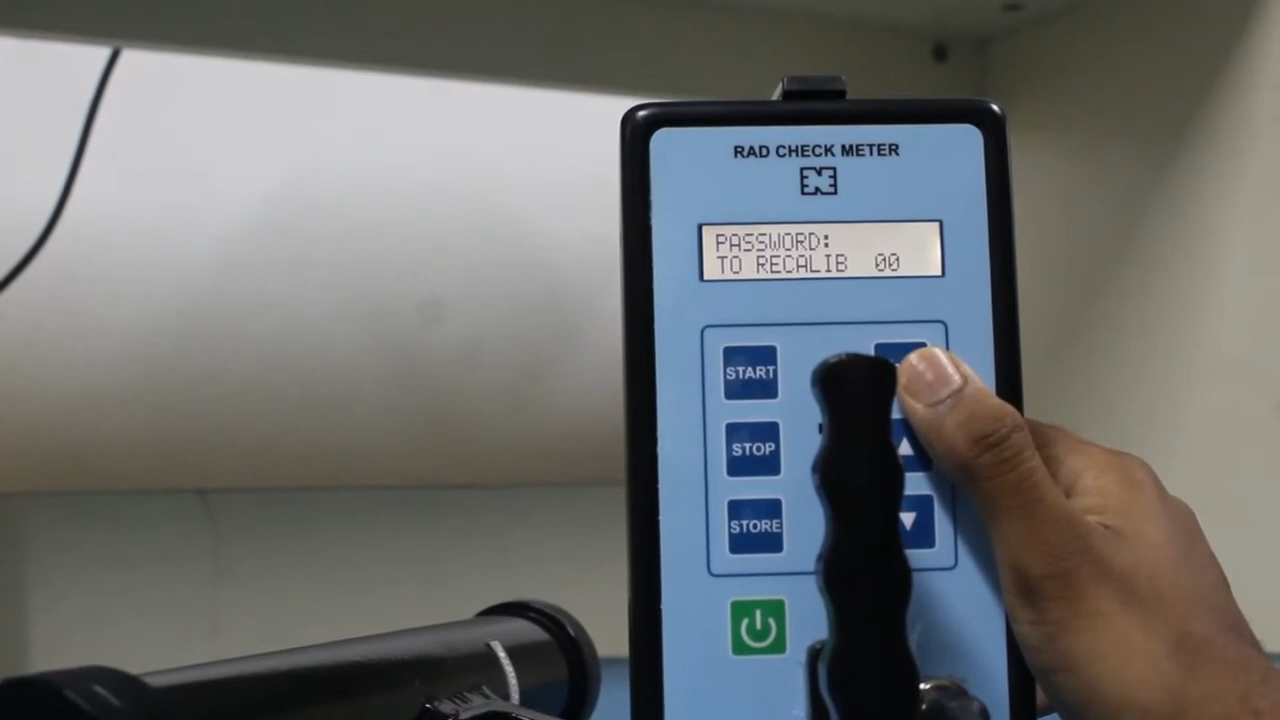 RAD CHECK METER
PASSWORD:
TO RECALIB 00
START
STOP
STORE